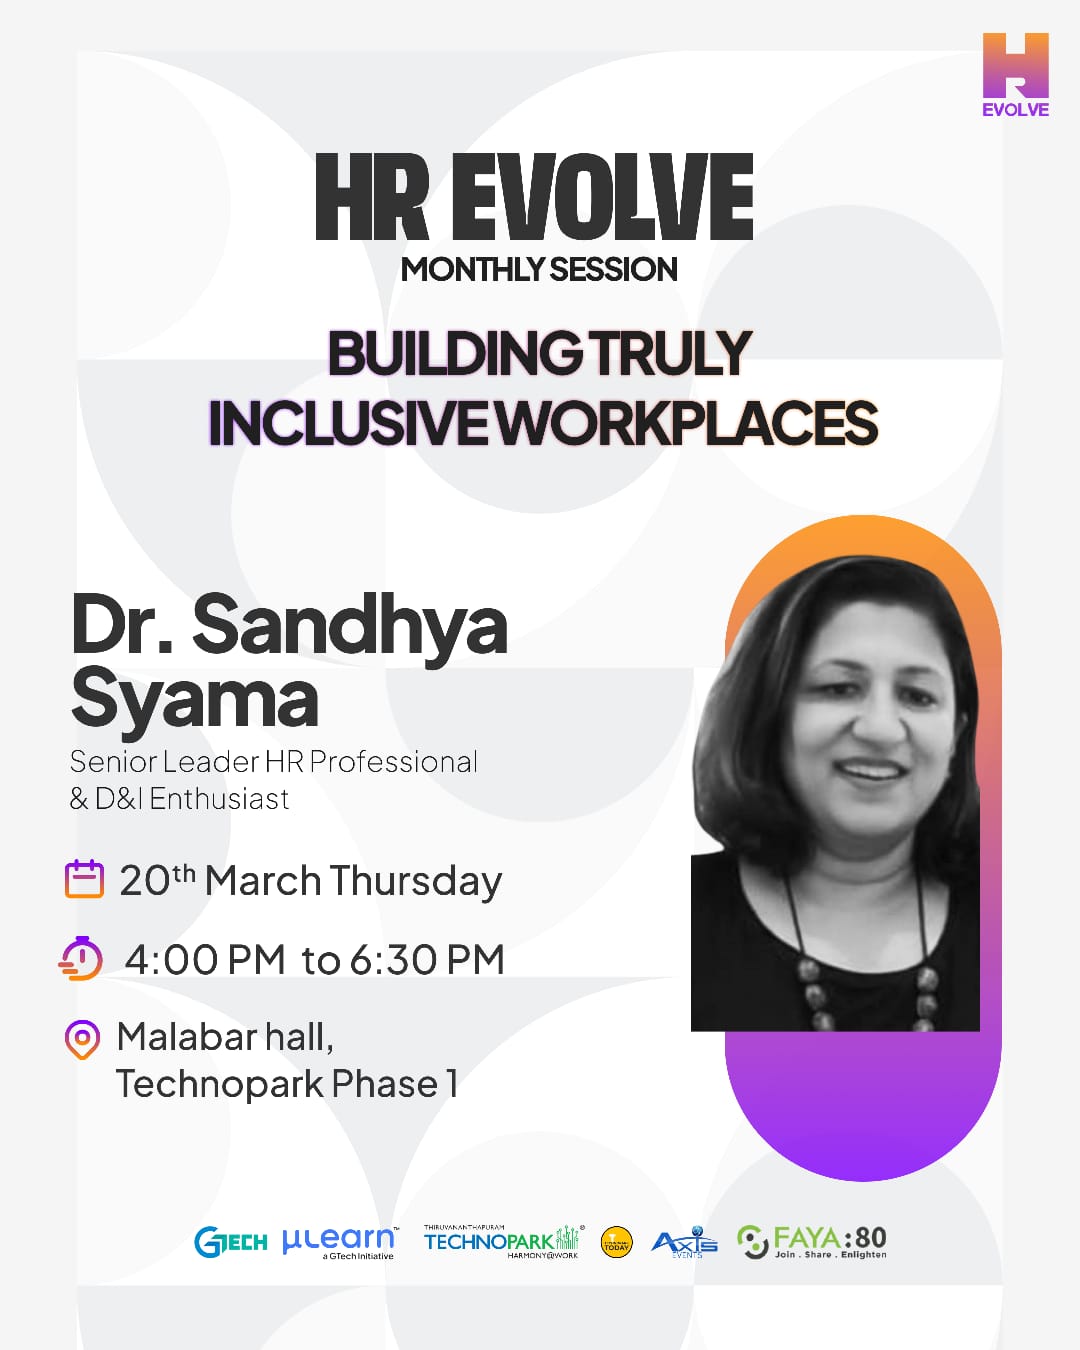 HR
EVOLVE
HR EVOLVE
MONTHLY SESSION
BUILDING TRULY
INCLUSIVE WORKPLACES
Dr. Sandhya
Syama
Senior Leader HR Professional
& D&I Enthusiast
20th March Thursday
4:00 PM to 6:30 PM
Malabar hall,
Technopark Phase 1
GTECH
µLearn™
a GTech Initiative
THIRUVANANTHAPURAM
TECHNOPARK®
HARMONY@WORK
TODAY
AXIS
EVENTS
FAYA:80
Join . Share . Enlighten